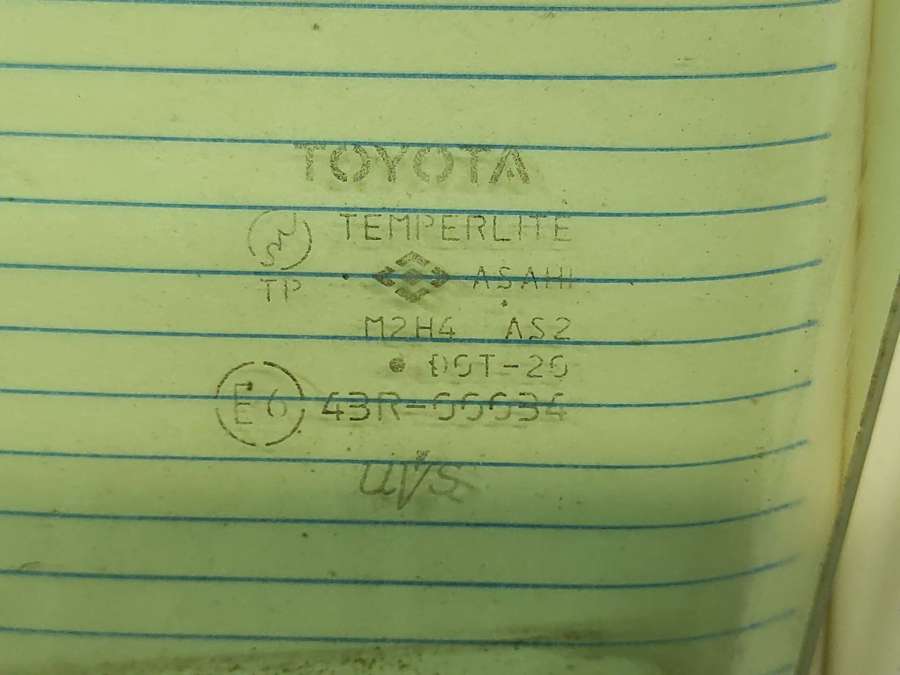 TOYOTA
TEMPERLITE
TP ASAHI
M2H4 AS2
DOT-20
E6 43R-00034